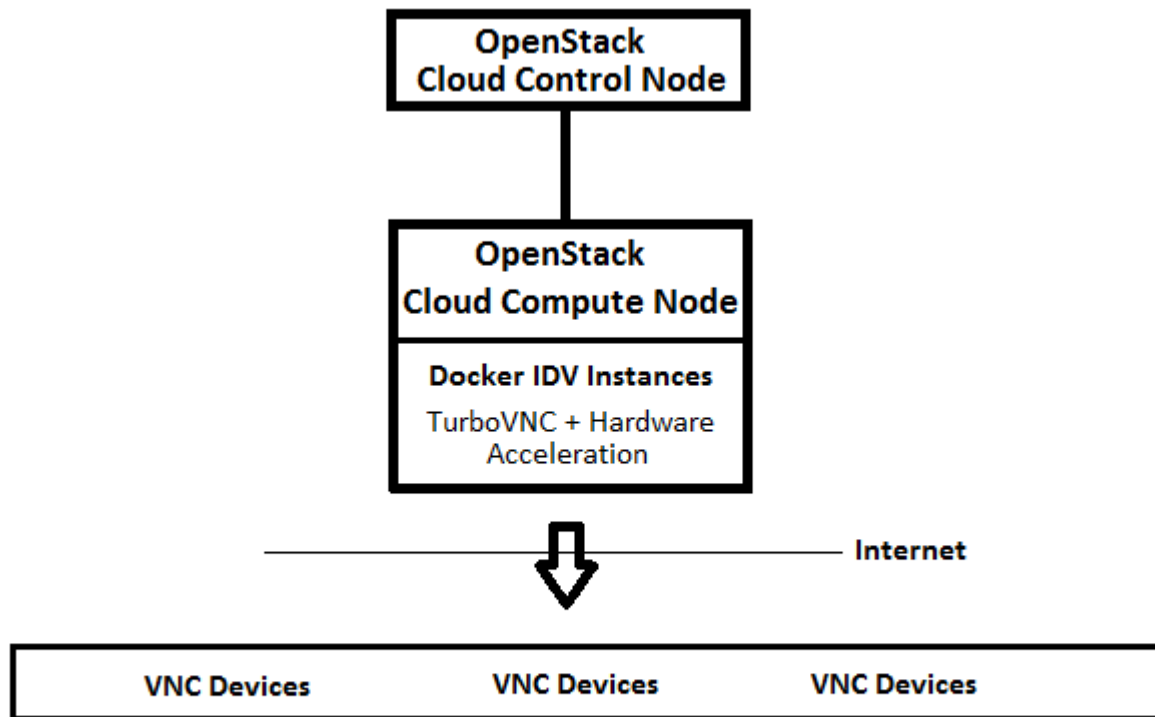 OpenStack
Cloud Control Node
OpenStack
Cloud Compute Node
Docker IDV Instances
TurboVNC + Hardware
Acceleration
Internet
VNC Devices VNC Devices VNC Devices